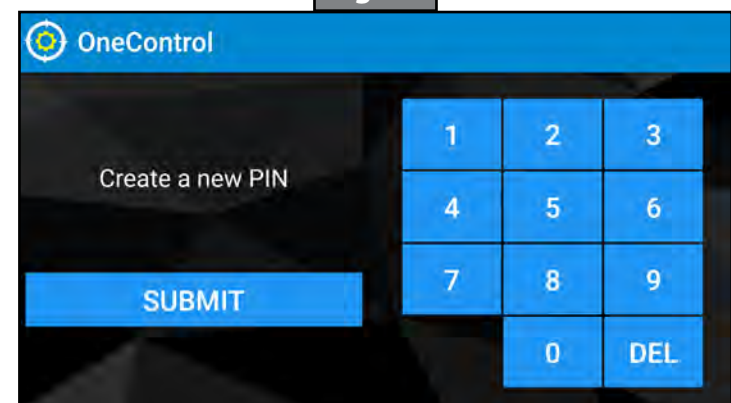 OneControl
Create a new PIN
SUBMIT
1 2 3
4 5 6
7 8 9
0 DEL